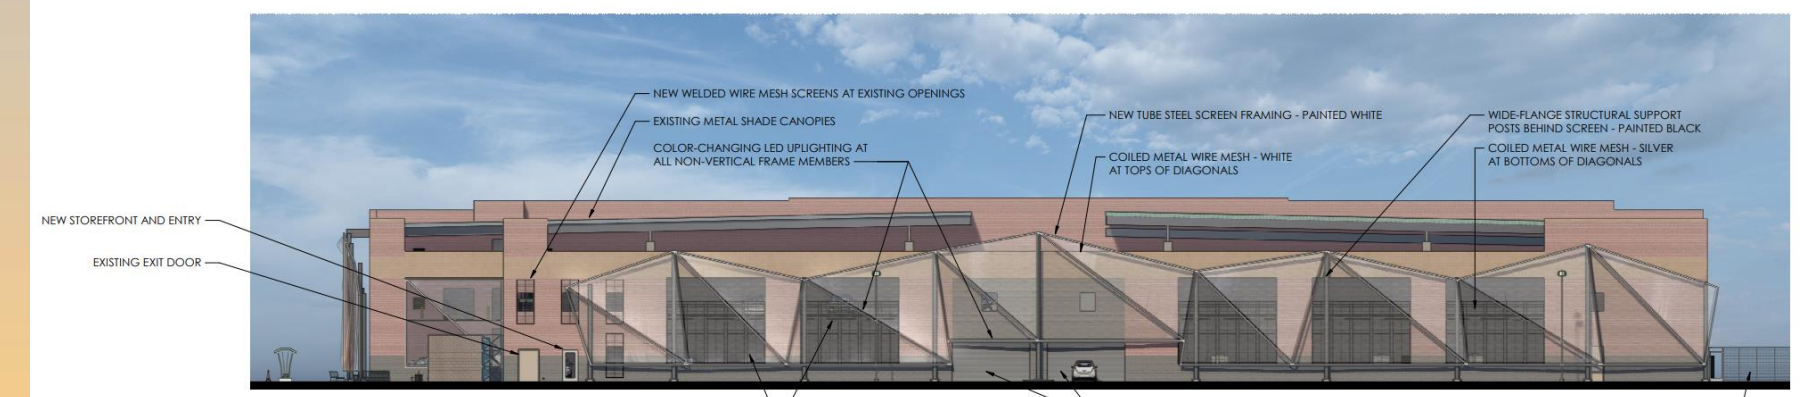 NEW WELDED WIRE MESH SCREENS AT EXISTING OPENINGS
EXISTING METAL SHADE CANOPIES
COLOR-CHANGING LED UPLIGHTING AT
ALL NON-VERTICAL FRAME MEMBERS
NEW TUBE STEEL SCREEN FRAMING - PAINTED WHITE
COILED METAL WIRE MESH - WHITE
AT TOPS OF DIAGONALS
WIDE-FLANGE STRUCTURAL SUPPORT
POSTS BEHIND SCREEN - PAINTED BLACK
COILED METAL WIRE MESH - SILVER
AT BOTTOMS OF DIAGONALS
NEW STOREFRONT AND ENTRY
EXISTING EXIT DOOR